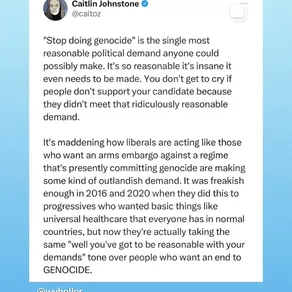 Caitlin Johnstone
@caitoz
"Stop doing genocide" is the single most
reasonable political demand anyone could
possibly make. It's so reasonable it's insane it
even needs to be made. You don't get to cry if
people don't support your candidate because
they didn't meet that ridiculously reasonable
demand.
It's maddening how liberals are acting like those
who want an arms embargo against a regime
that's presently committing genocide are making
some kind of outlandish demand. It was freakish
enough in 2016 and 2020 when they did this to
progressives who wanted basic things like
universal healthcare that everyone has in normal
countries, but now they're actually taking the
same "well you've got to be reasonable with your
demands" tone over people who want an end to
GENOCIDE.